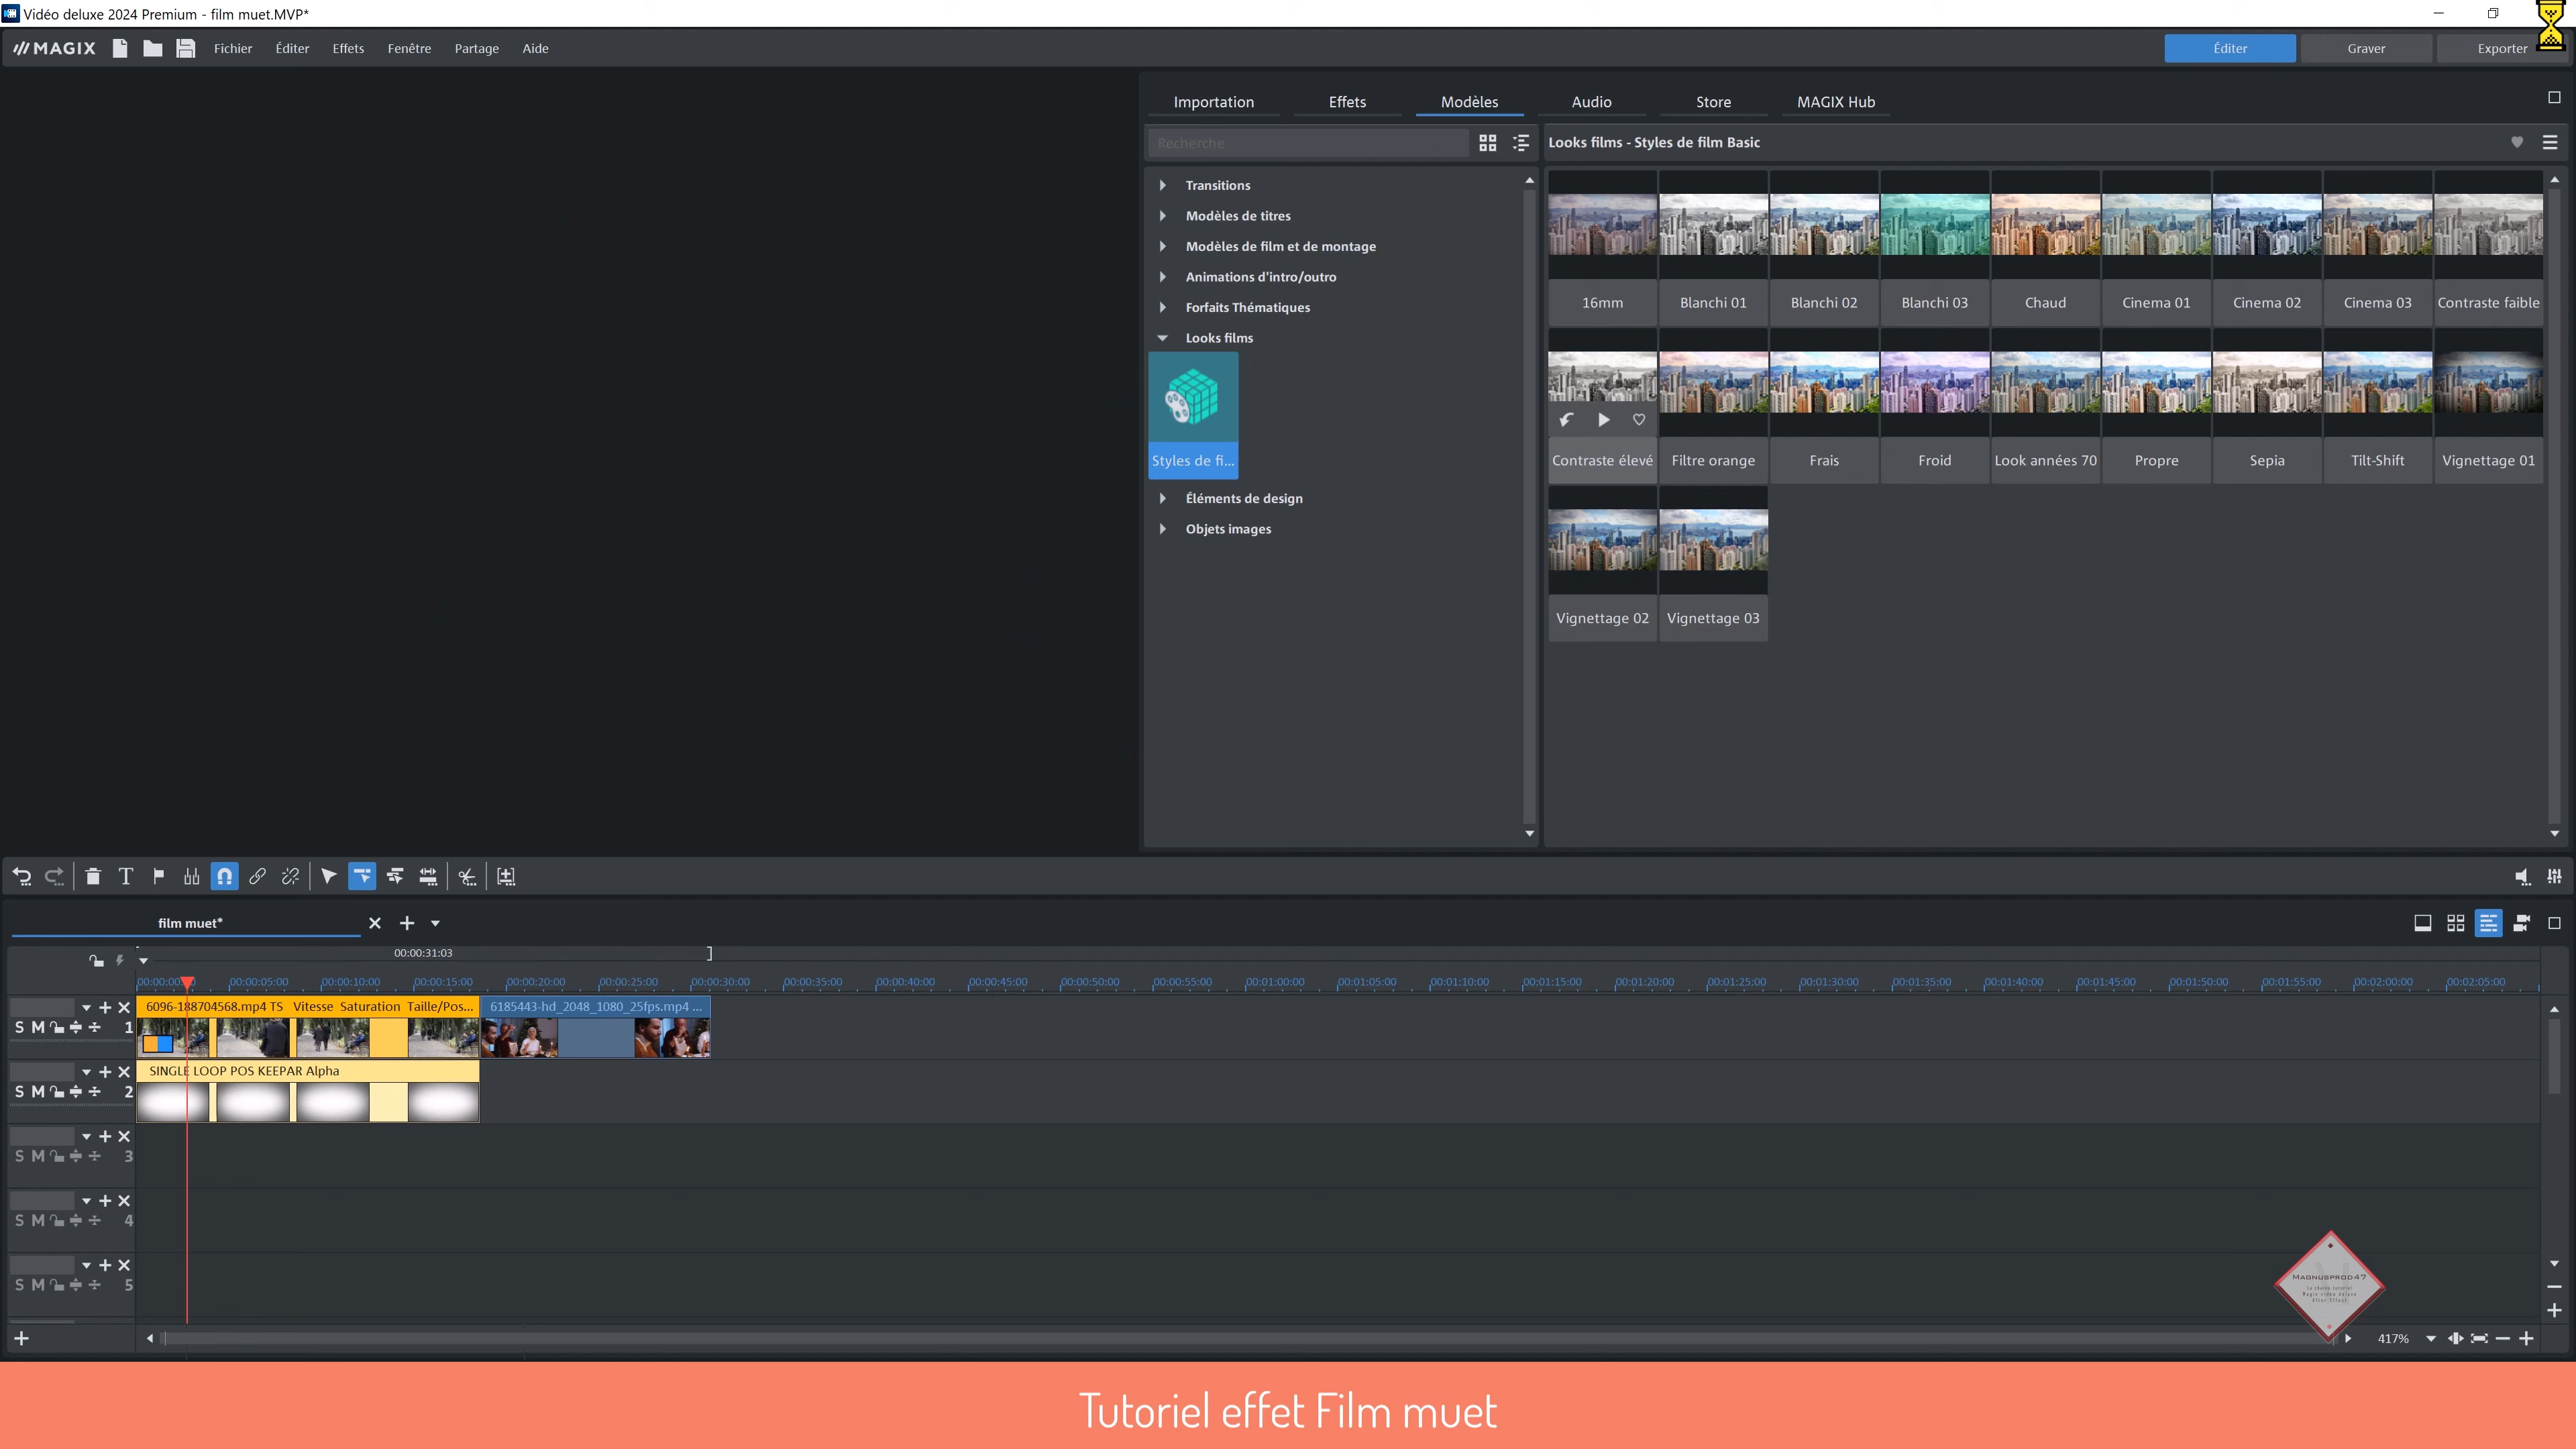 Vidéo deluxe 2024 Premium - film muet.MVP*
MAGIX Fichier Éditer Effets Fenêtre Partage Aide Éditer Graver Exporter
Importation Effets Modèles Audio Store MAGIX Hub
Recherche
Looks films - Styles de film Basic
Transitions
Modèles de titres
Modèles de film et de montage
Animations d'intro/outro
Forfaits Thématiques
Looks films
Styles de fi...
Éléments de design
Objets images
16mm Blanchi 01 Blanchi 02 Blanchi 03 Chaud Cinema 01 Cinema 02 Cinema 03 Contraste faible
Contraste élevé Filtre orange Frais Froid Look années 70 Propre Sepia Tilt-Shift Vignettage 01
Vignettage 02 Vignettage 03
film muet*
00:00:31:03
00:00:05:00 00:00:10:00 00:00:15:00 00:00:20:00 00:00:25:00 00:00:30:00 00:00:35:00 00:00:40:00 00:00:45:00 00:00:50:00 00:00:55:00 00:01:00:00 00:01:05:00 00:01:10:00 00:01:15:00 00:01:20:00 00:01:25:00 00:01:30:00 00:01:35:00 00:01:40:00 00:01:45:00 00:01:50:00 00:01:55:00 00:02:00:00 00:02:05:00
6096-188704568.mp4 TS Vitesse Saturation Taille/Pos... 6185443-hd_2048_1080_25fps.mp4 ...
S M 1
SINGLE LOOP POS KEEPAR Alpha
S M 2
S M 3
S M 4
S M 5
MAGNUSPROD47
417%
Tutoriel effet Film muet